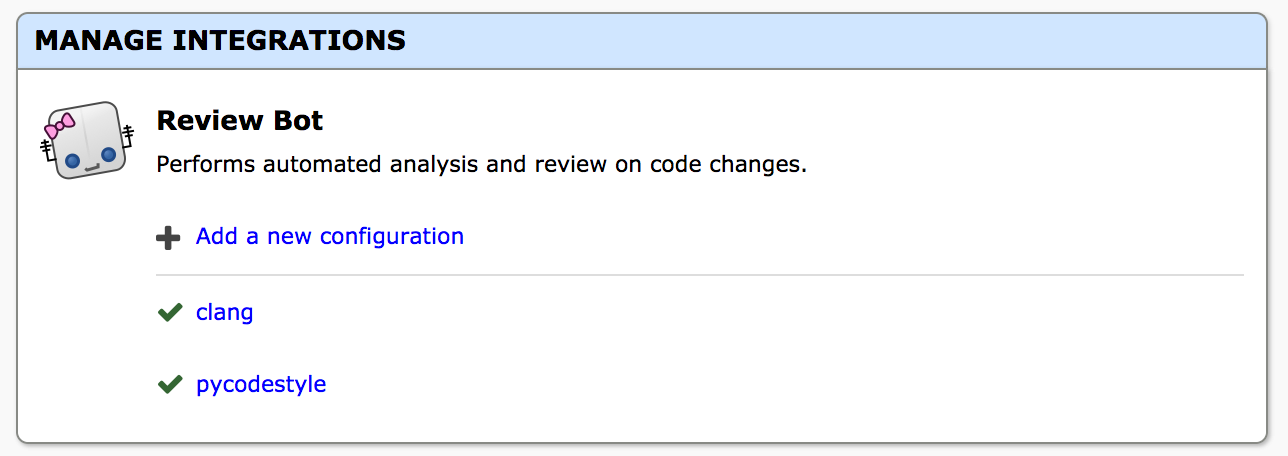 MANAGE INTEGRATIONS
Review Bot
Performs automated analysis and review on code changes.
Add a new configuration
clang
pycodestyle